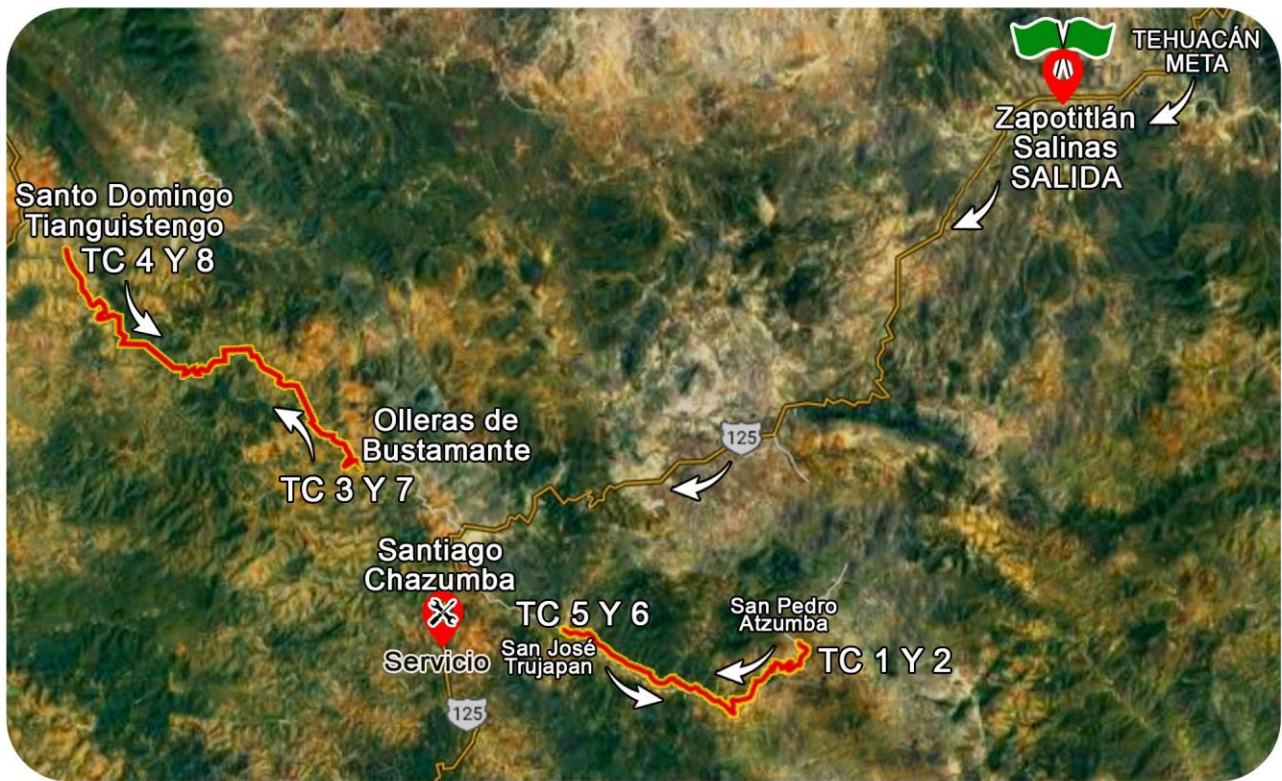 TEHUACÁN
META
Zapotitlán
Salinas
SALIDA
Santo Domingo
Tianguistengo
TC 4 Y 8
Olleras de
Bustamante
125
TC 3 Y 7
Santiago
Chazumba
Servicio
TC 5 Y 6
San José
Trujapan
San Pedro
Atzumba
TC 1 Y 2
125